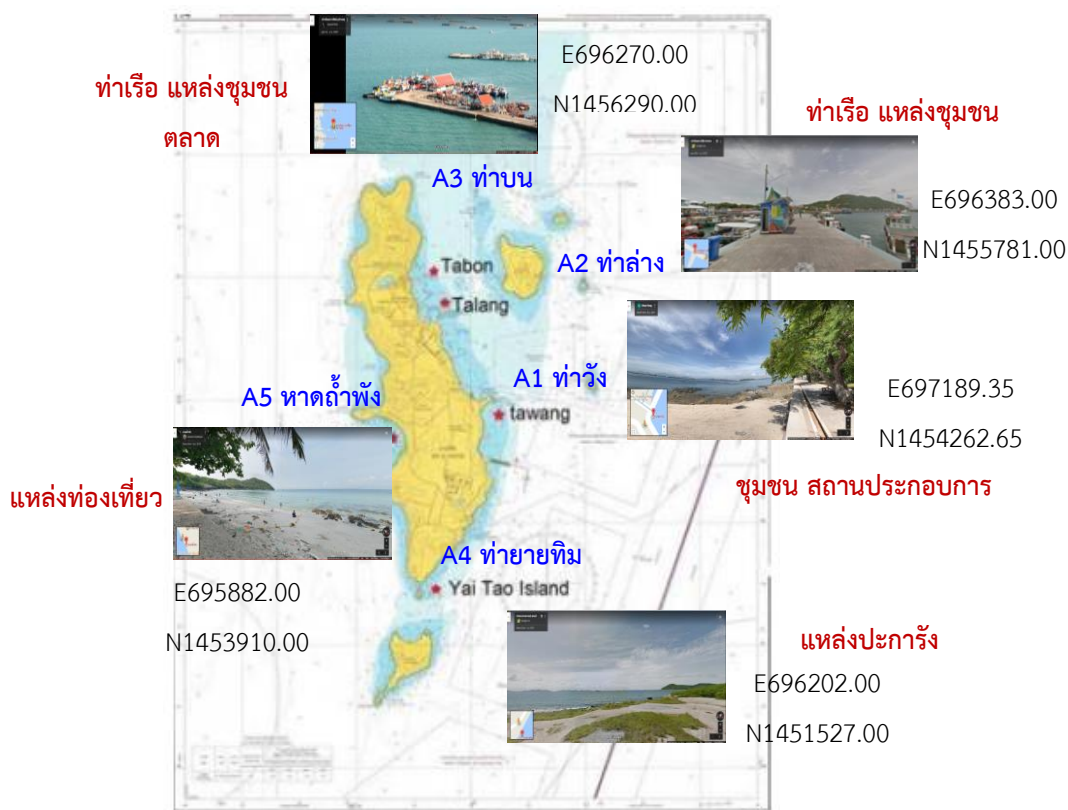 ท่าเรือ แหล่งชุมชน
ตลาด
E696270.00
N1456290.00
ท่าเรือ แหล่งชุมชน
A3 ท่าบน
E696383.00
N1455781.00
A2 ท่าล่าง
Tabon
Talang
A1 ท่าวัง
E697189.35
N1454262.65
A5 หาดถ้ำพัง
tawang
ชุมชน สถานประกอบการ
แหล่งท่องเที่ยว
A4 ท่ายายทิม
E695882.00
Yai Tao Island
N1453910.00
แหล่งปะการัง
E696202.00
N1451527.00